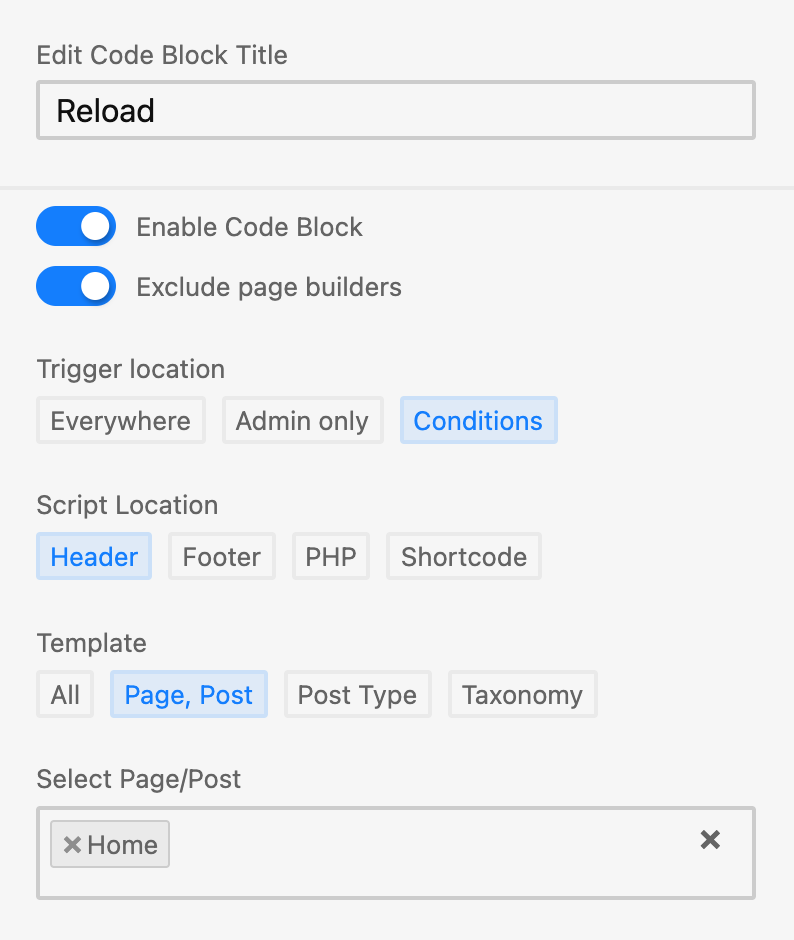 Edit Code Block Title
Reload
Enable Code Block
Exclude page builders
Trigger location
Everywhere Admin only Conditions
Script Location
Header Footer PHP Shortcode
Template
All Page, Post Post Type Taxonomy
Select Page/Post
Home